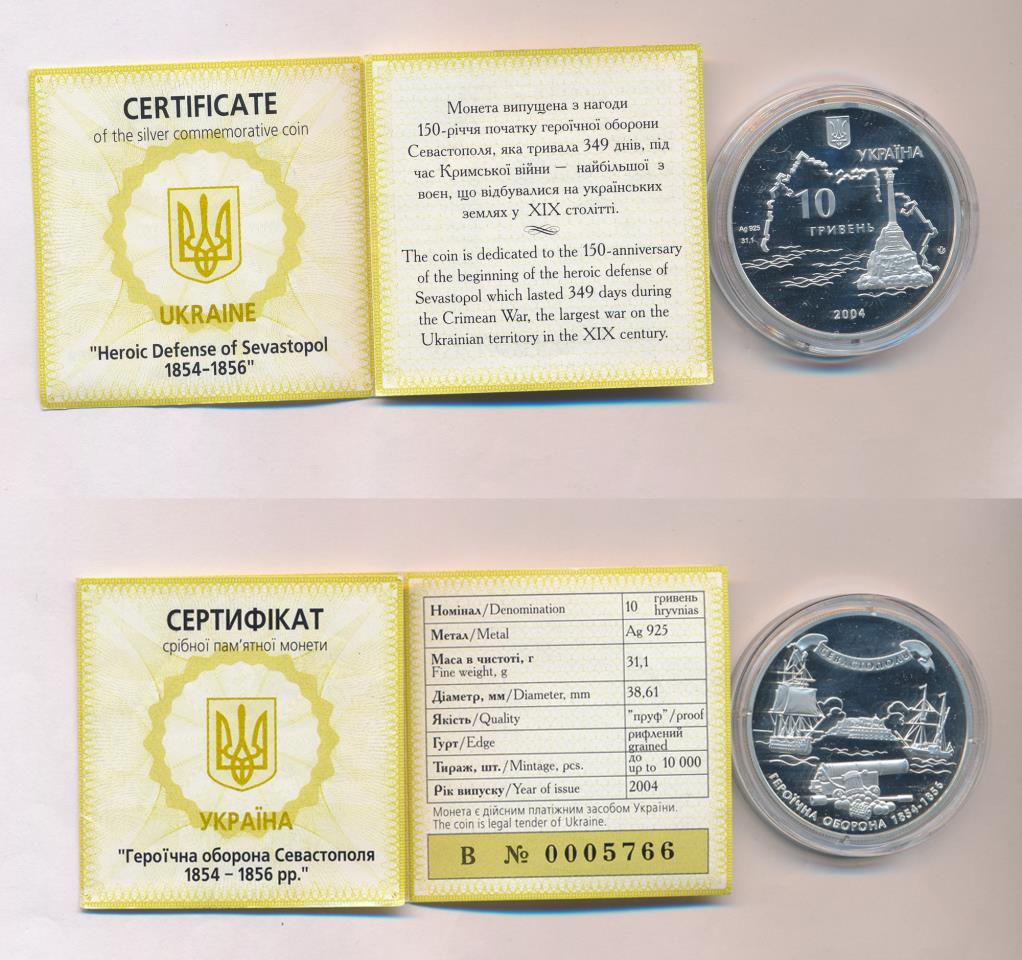 CERTIFICATE
of the silver commemorative coin
UKRAINE
"Heroic Defense of Sevastopol
1854-1856"
Монета випущена з нагоди
150-річчя початку героїчної оборони
Севастополя, яка тривала 349 днів, під
час Кримської війни — найбільшої з
воєн, що відбувалися на українських
землях у XIX столітті.
The coin is dedicated to the 150-anniversary
of the beginning of the heroic defense of
Sevastopol which lasted 349 days during
the Crimean War, the largest war on the
Ukrainian territory in the XIX century.
УКРАЇНА
10
ГРИВЕНЬ
Ag 925
31,1
2004
СЕРТИФІКАТ
срібної пам'ятної монети
УКРАЇНА
"Героїчна оборона Севастополя
1854 – 1856 рр."
Номінал/Denomination 10 гривень hryvnias
Метал/Metal Ag 925
Маса в чистоті, г
Fine weight, g 31,1
Діаметр, мм/Diameter, mm 38,61
Якість/Quality "пруф"/proof
Гурт/Edge рифлений grained
Тираж, шт./Mintage, pcs. до up to 10 000
Рік випуску/Year of issue 2004
Монета є дійсним платіжним засобом України.
The coin is legal tender of Ukraine.
В № 0005766
СЕВАСТОПОЛЬ
ГЕРОЇЧНА ОБОРОНА 1854-1856